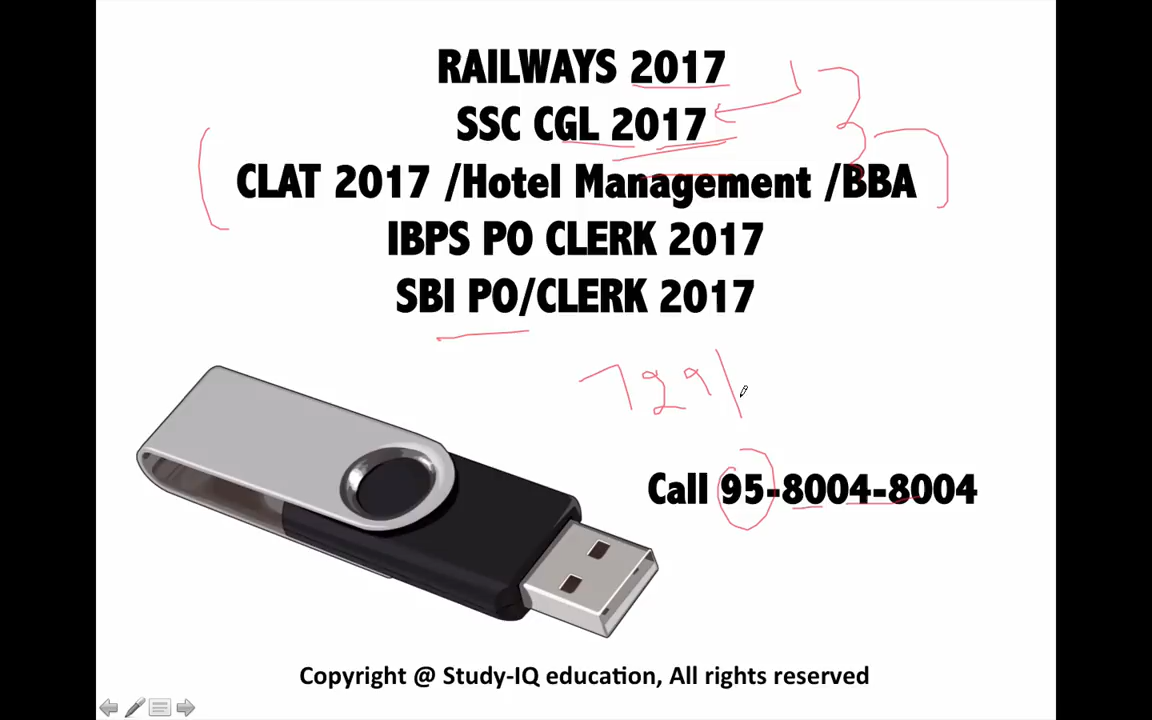 RAILWAYS 2017
SSC CGL 2017
CLAT 2017 /Hotel Management /BBA
IBPS PO CLERK 2017
SBI PO/CLERK 2017
Call 95-8004-8004
Copyright @ Study-IQ education, All rights reserved